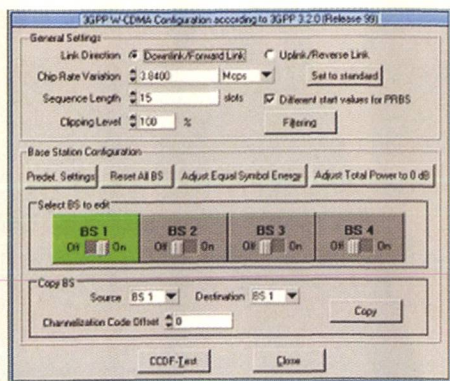 3GPP W-CDMA Configuration according to 3GPP 3.2.0 (Release 99)
General Settings
Link Direction Downlink/Forward Link Uplink/Reverse Link
Chip Rate Variation 3.8400 Mcps Set to standard
Sequence Length 15 slots Different start values for PRBS
Clipping Level 100 % Filtering
Base Station Configuration
Predef. Settings Reset All BS Adjust Equal Symbol Energy Adjust Total Power to 0 dB
Select BS to edit
BS 1 BS 2 BS 3 BS 4
Off On Off On Off On Off On
Copy BS
Source BS 1 Destination BS 1
Channelization Code Offset 0 Copy
CCDF-Test Close